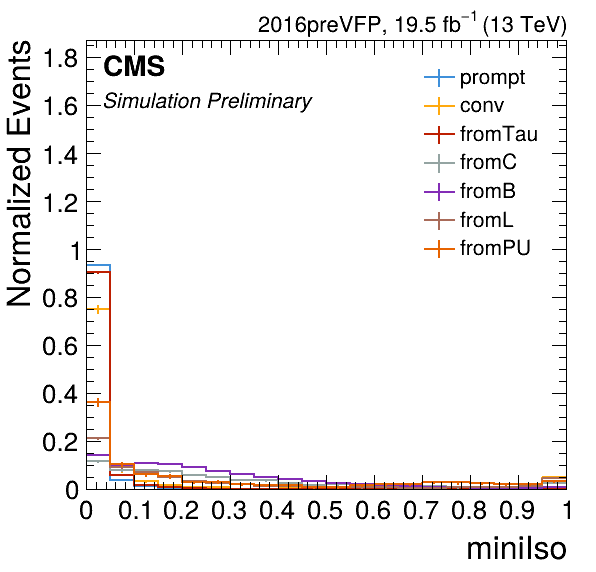 2016preVFP, 19.5 fb⁻¹ (13 TeV)
CMS
Simulation Preliminary
prompt
conv
fromTau
fromC
fromB
fromL
fromPU
Normalized Events
1.8
1.6
1.4
1.2
1
0.8
0.6
0.4
0.2
0
0 0.1 0.2 0.3 0.4 0.5 0.6 0.7 0.8 0.9 1
miniIso